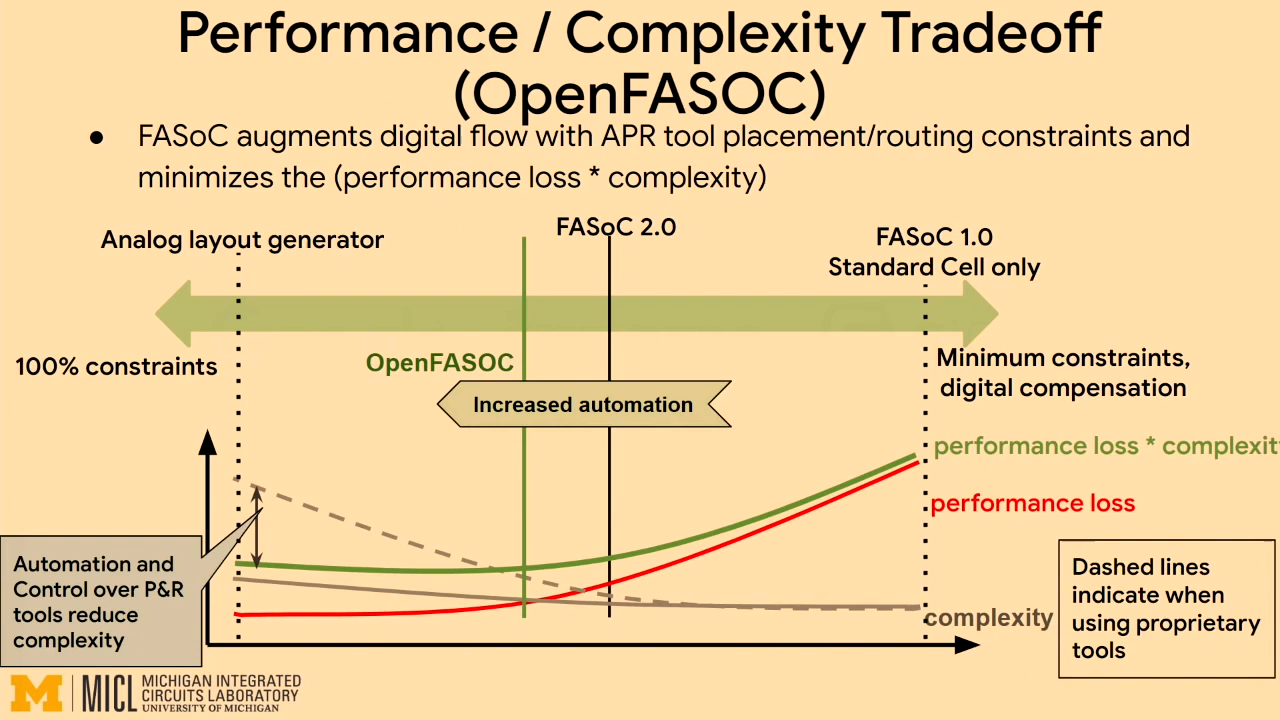 Performance / Complexity Tradeoff
(OpenFASOC)
● FASoC augments digital flow with APR tool placement/routing constraints and
minimizes the (performance loss * complexity)
Analog layout generator
FASoC 2.0
FASoC 1.0
Standard Cell only
100% constraints
OpenFASOC
Minimum constraints,
digital compensation
Increased automation
performance loss * complexit
performance loss
Automation and
Control over P&R
tools reduce
complexity
complexity
Dashed lines
indicate when
using proprietary
tools
M MICL MICHIGAN INTEGRATED
CIRCUITS LABORATORY
UNIVERSITY OF MICHIGAN